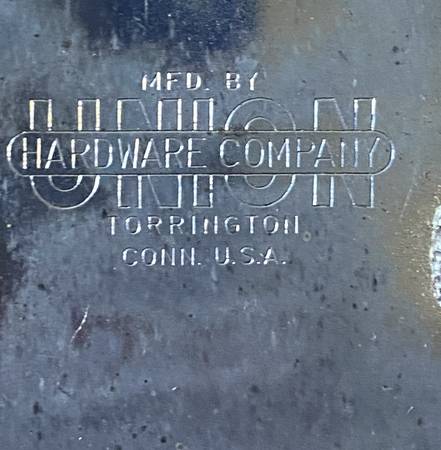 MFD. BY
UNION
HARDWARE COMPANY
TORRINGTON
CONN. U.S.A.